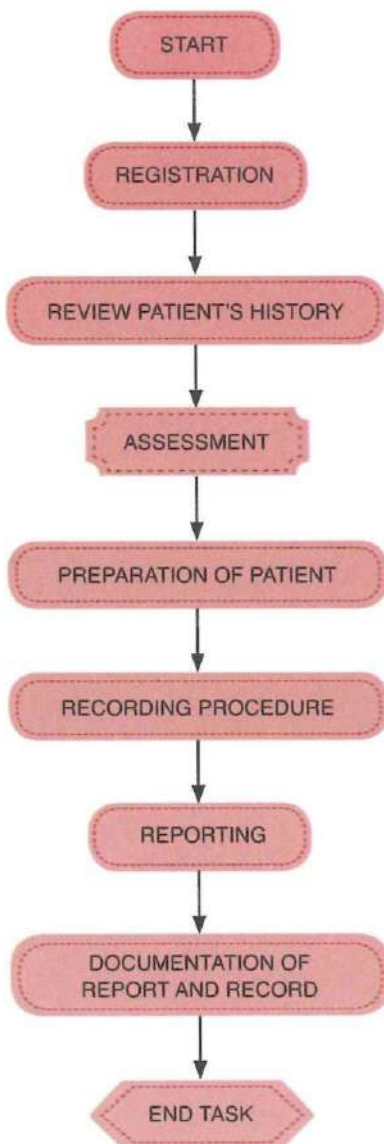 START
REGISTRATION
REVIEW PATIENT'S HISTORY
ASSESSMENT
PREPARATION OF PATIENT
RECORDING PROCEDURE
REPORTING
DOCUMENTATION OF
REPORT AND RECORD
END TASK